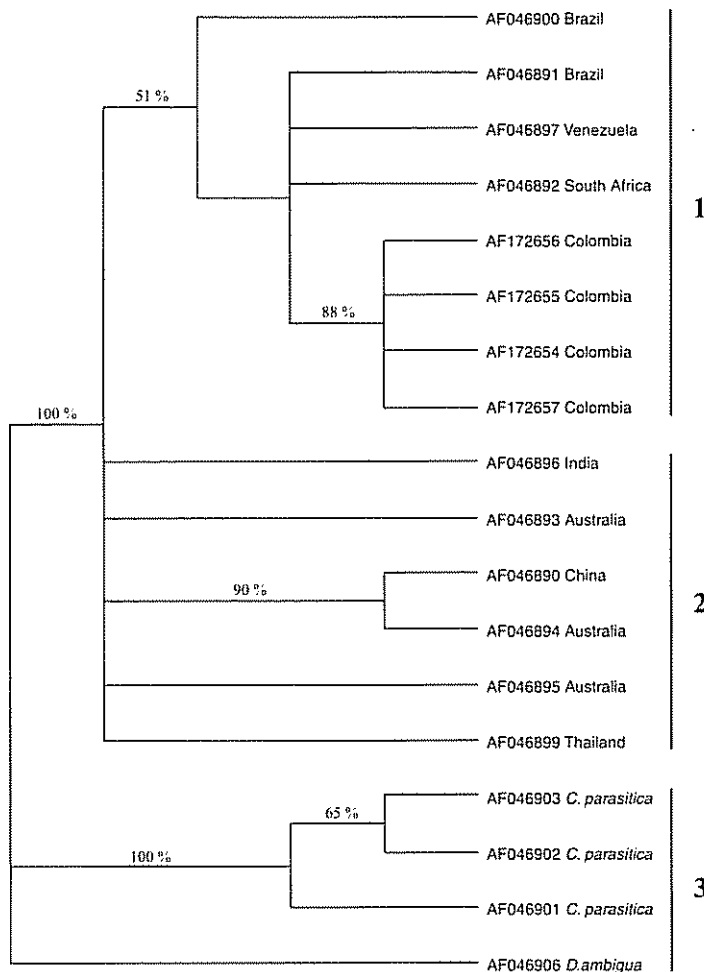 AF046900 Brazil
AF046891 Brazil
51 %
AF046897 Venezuela
AF046892 South Africa
1
AF172656 Colombia
AF172655 Colombia
88 %
AF172654 Colombia
AF172657 Colombia
100 %
AF046896 India
AF046893 Australia
AF046890 China
90 %
2
AF046894 Australia
AF046895 Australia
AF046899 Thailand
AF046903 C. parasitica
65 %
AF046902 C. parasitica
100 %
3
AF046901 C. parasitica
AF046906 D.ambigua